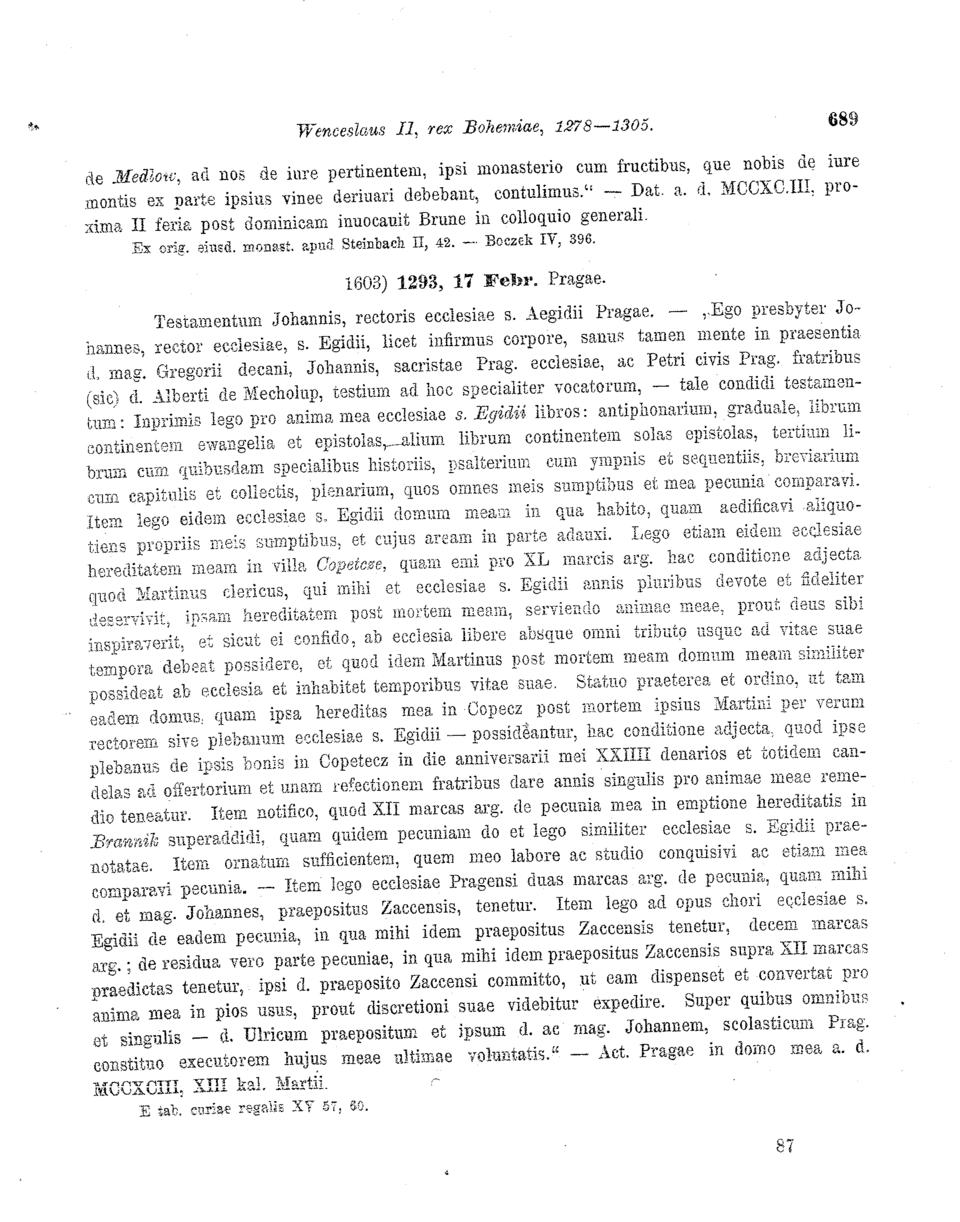 Wenceslaus II, rex Bohemiae, 1278—1305.
689
de Medlow, ad nos de iure pertinentem, ipsi monasterio cum fructibus, que nobis de iure
montis ex parte ipsius vinee deriuari debebant, contulimus.“ — Dat. a. d. MCCXC.III, pro-
xima II feria post dominicam inuocauit Brune in colloquio generali.
Ex orig. eiusd. monast. apud Steinbach II, 42. — Boczek IV, 396.
1603) 1293, 17 Febr. Pragae.
Testamentum Johannis, rectoris ecclesiae s. Aegidii Pragae. — „Ego presbyter Jo-
hannes, rector ecclesiae, s. Egidii, licet infirmus corpore, sanus tamen mente in praesentia
d. mag. Gregorii decani, Johannis, sacristae Prag. ecclesiae, ac Petri civis Prag. fratribus
(sic) d. Alberti de Mecholup, testium ad hoc specialiter vocatorum, — tale condidi testamen-
tum: Inprimis lego pro anima mea ecclesiae s. Egidii libros: antiphonarium, graduale, librum
continentem ewangelia et epistolas, alium librum continentem solas epistolas, tertium li-
brum cum quibusdam specialibus historiis, psalterium cum ympnis et sequentiis, breviarium
cum capitulis et collectis, plenarium, quos omnes meis sumptibus et mea pecunia comparavi.
Item lego eidem ecclesiae s. Egidii domum meam in qua habito, quam aedificavi aliquo-
tiens propriis meis sumptibus, et cujus aream in parte adauxi. Lego etiam eidem ecclesiae
hereditatem meam in villa Copetcze, quam emi pro XL marcis arg. hac conditione adjecta
quod Martinus clericus, qui mihi et ecclesiae s. Egidii annis pluribus devote et fideliter
deservivit, ipsam hereditatem post mortem meam, serviendo animae meae, prout deus sibi
inspiraverit, et sicut ei confido, ab ecclesia libere absque omni tributo usque ad vitae suae
tempora debeat possidere, et quod idem Martinus post mortem meam domum meam similiter
possideat ab ecclesia et inhabitet temporibus vitae suae. Statuo praeterea et ordino, ut tam
eadem domus, quam ipsa hereditas mea in Copecz post mortem ipsius Martini per verum
rectorem sive plebanum ecclesiae s. Egidii — possideantur, hac conditione adjecta, quod ipse
plebanus de ipsis bonis in Copetecz in die anniversarii mei XXIIII denarios et totidem can-
delas ad offertorium et unam refectionem fratribus dare annis singulis pro animae meae reme-
dio teneatur. Item notifico, quod XII marcas arg. de pecunia mea in emptione hereditatis in
Brannik superaddidi, quam quidem pecuniam do et lego similiter ecclesiae s. Egidii prae-
notatae. Item ornatum sufficientem, quem meo labore ac studio conquisivi ac etiam mea
comparavi pecunia. — Item lego ecclesiae Pragensi duas marcas arg. de pecunia, quam mihi
d. et mag. Johannes, praepositus Zaccensis, tenetur. Item lego ad opus chori ecclesiae s.
Egidii de eadem pecunia, in qua mihi idem praepositus Zaccensis tenetur, decem marcas
arg.; de residua vero parte pecuniae, in qua mihi idem praepositus Zaccensis supra XII marcas
praedictas tenetur, ipsi d. praeposito Zaccensi committo, ut eam dispenset et convertat pro
anima mea in pios usus, prout discretioni suae videbitur expedire. Super quibus omnibus
et singulis — d. Ulricum praepositum et ipsum d. ac mag. Johannem, scolasticum Prag.
constituo executorem hujus meae ultimae voluntatis.“ — Act. Pragae in domo mea a. d.
MCCXCIII, XIII kal. Martii.
E tab. curiae regalis XV 57, 60.
87